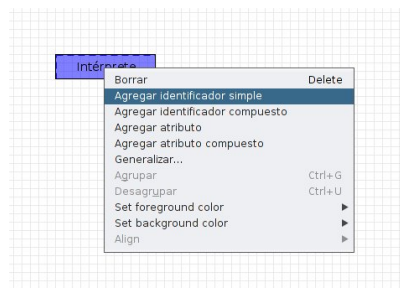 Intérprete
Borrar Delete
Agregar identificador simple
Agregar identificador compuesto
Agregar atributo
Agregar atributo compuesto
Generalizar...
Agrupar Ctrl+G
Desagrupar Ctrl+U
Set foreground color
Set background color
Align